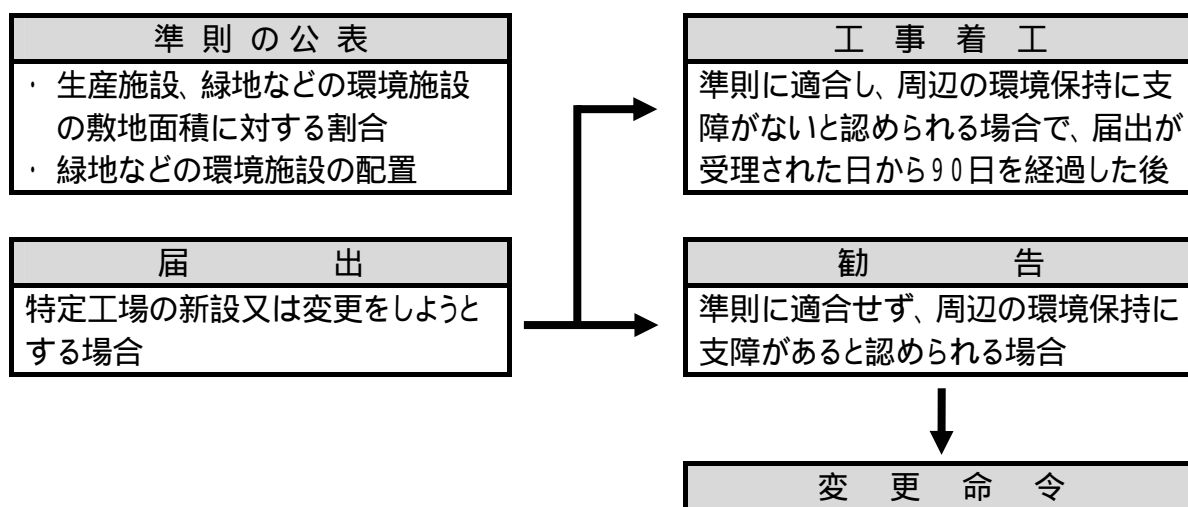 準則の公表
・ 生産施設、緑地などの環境施設
の敷地面積に対する割合
・ 緑地などの環境施設の配置
届出
特定工場の新設又は変更をしようと
する場合
工事着工
準則に適合し、周辺の環境保持に支
障がないと認められる場合で、届出が
受理された日から90日を経過した後
勧告
準則に適合せず、周辺の環境保持に
支障があると認められる場合
変更命令